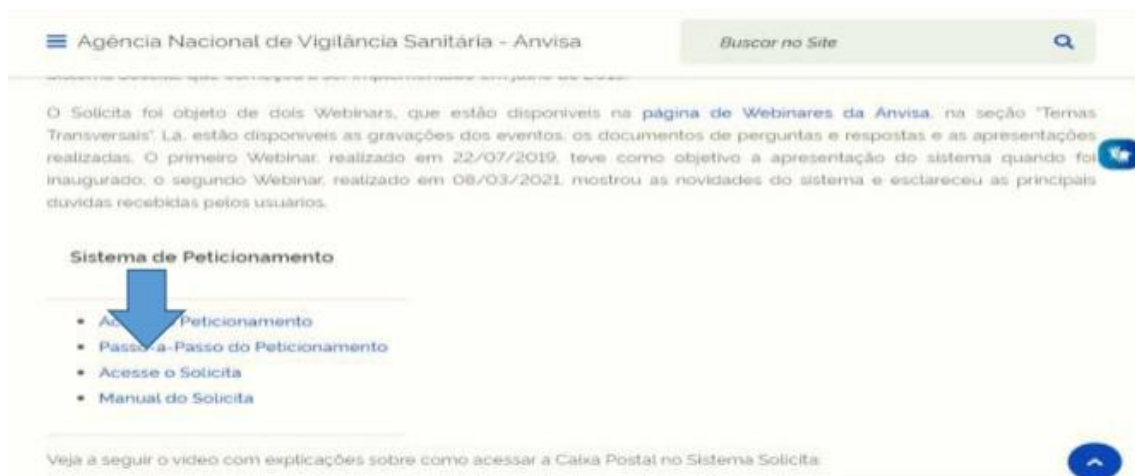 Agência Nacional de Vigilância Sanitária - Anvisa
Buscar no Site
O Solicita foi objeto de dois Webinars, que estão disponíveis na página de Webinares da Anvisa, na seção "Temas
Transversais". Lá, estão disponíveis as gravações dos eventos, os documentos de perguntas e respostas e as apresentações
realizadas. O primeiro Webinar, realizado em 22/07/2019, teve como objetivo a apresentação do sistema quando foi
inaugurado; o segundo Webinar, realizado em 08/03/2021, mostrou as novidades do sistema e esclareceu as principais
dúvidas recebidas pelos usuários.
Sistema de Peticionamento
Peticionamento
Passo-a-Passo do Peticionamento
Acesse o Solicita
Manual do Solicita
Veja a seguir o vídeo com explicações sobre como acessar a Caixa Postal no Sistema Solicita: